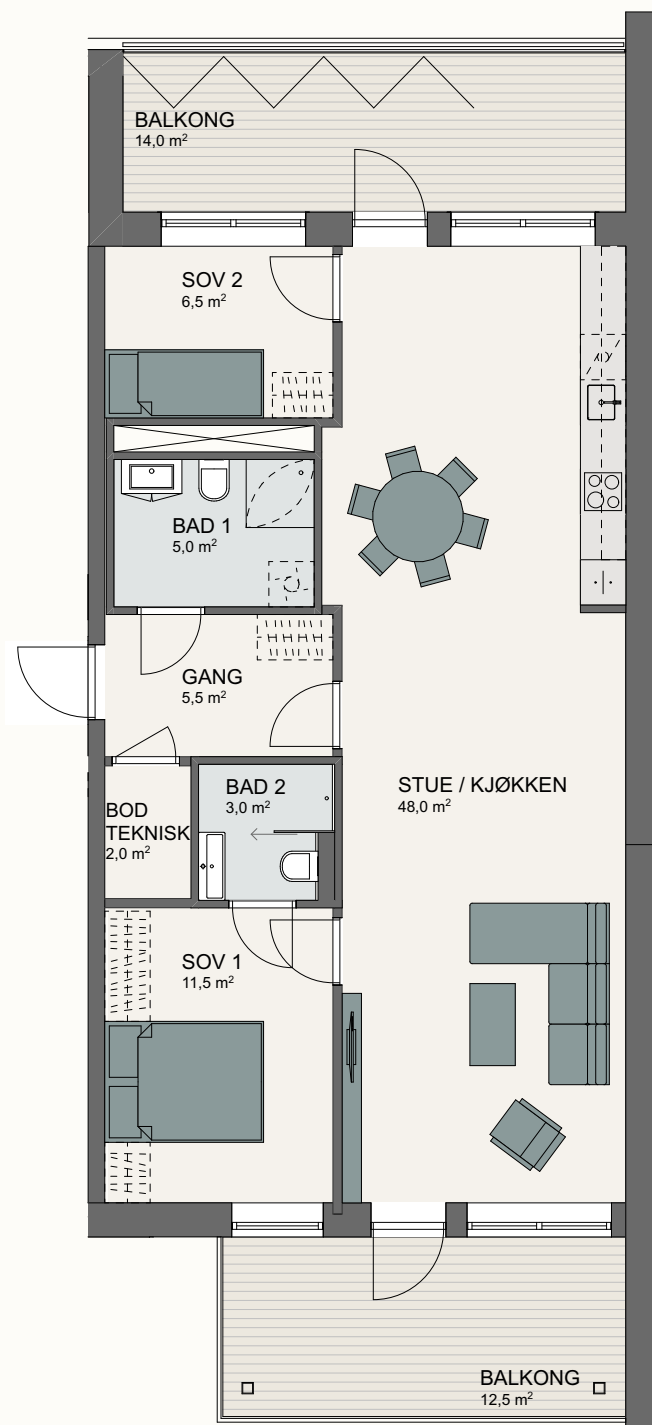 BALKONG
14,0 m²
SOV 2
6,5 m²
BAD 1
5,0 m²
GANG
5,5 m²
BAD 2
3,0 m²
STUE / KJØKKEN
48,0 m²
BOD
TEKNISK
2,0 m²
SOV 1
11,5 m²
BALKONG
12,5 m²